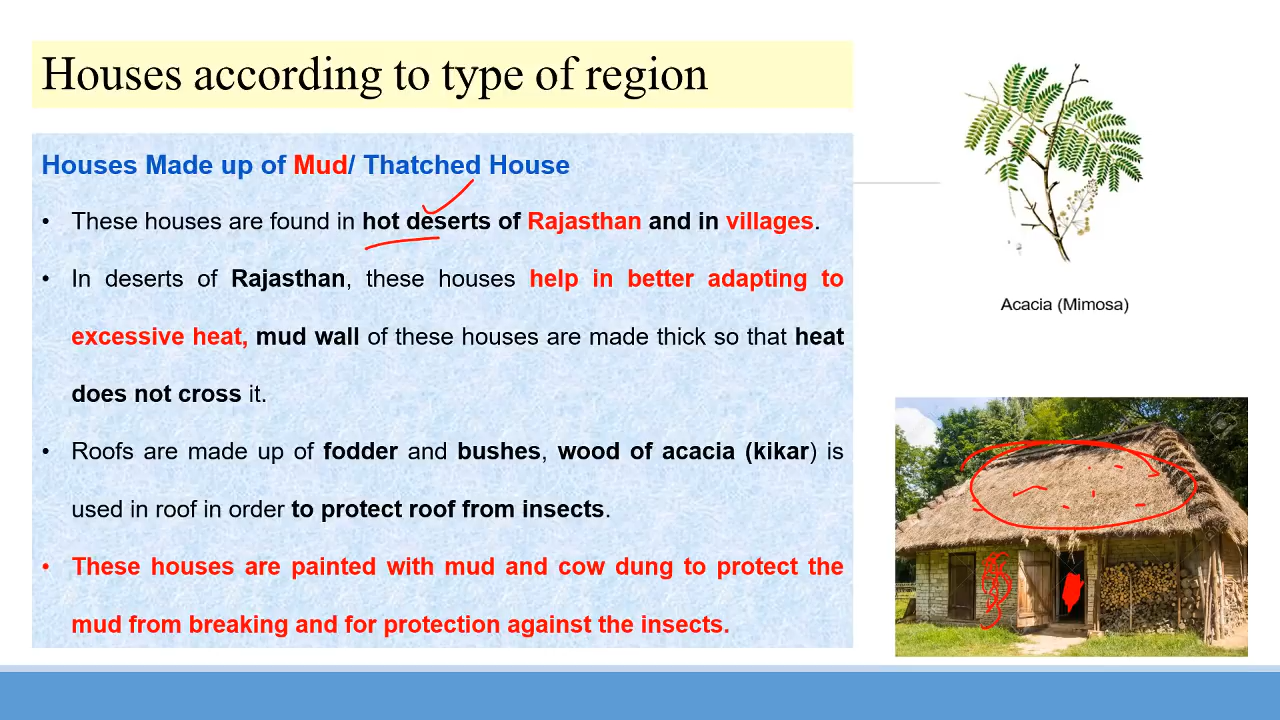 Houses according to type of region
Houses Made up of Mud/ Thatched House
• These houses are found in hot deserts of Rajasthan and in villages.
• In deserts of Rajasthan, these houses help in better adapting to
excessive heat, mud wall of these houses are made thick so that heat
does not cross it.
• Roofs are made up of fodder and bushes, wood of acacia (kikar) is
used in roof in order to protect roof from insects.
• These houses are painted with mud and cow dung to protect the
mud from breaking and for protection against the insects.
Acacia (Mimosa)